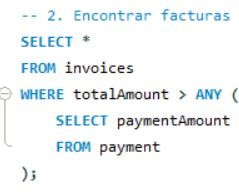 -- 2. Encontrar facturas
SELECT *
FROM invoices
WHERE totalAmount > ANY (
SELECT paymentAmount
FROM payment
);